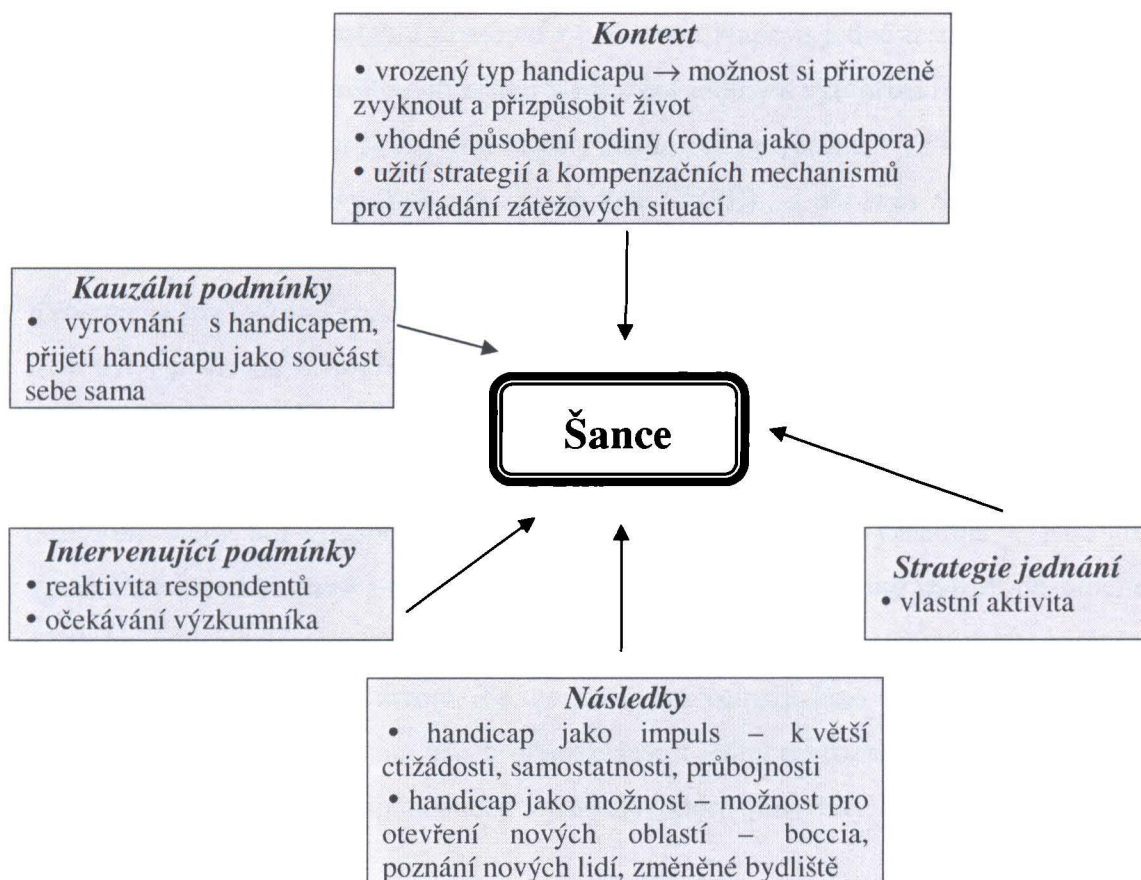 Kontext
• vrozený typ handicapu → možnost si přirozeně
zvyknout a přizpůsobit život
• vhodné působení rodiny (rodina jako podpora)
• užití strategií a kompenzačních mechanismů
pro zvládání zátěžových situací
Kauzální podmínky
• vyrovnání s handicapem,
přijetí handicapu jako součást
sebe sama
Šance
Intervenující podmínky
• reaktivita respondentů
• očekávání výzkumníka
Strategie jednání
• vlastní aktivita
Následky
• handicap jako impuls – k větší
ctižádosti, samostatnosti, průbojnosti
• handicap jako možnost – možnost pro
otevření nových oblastí – boccia,
poznání nových lidí, změněné bydliště